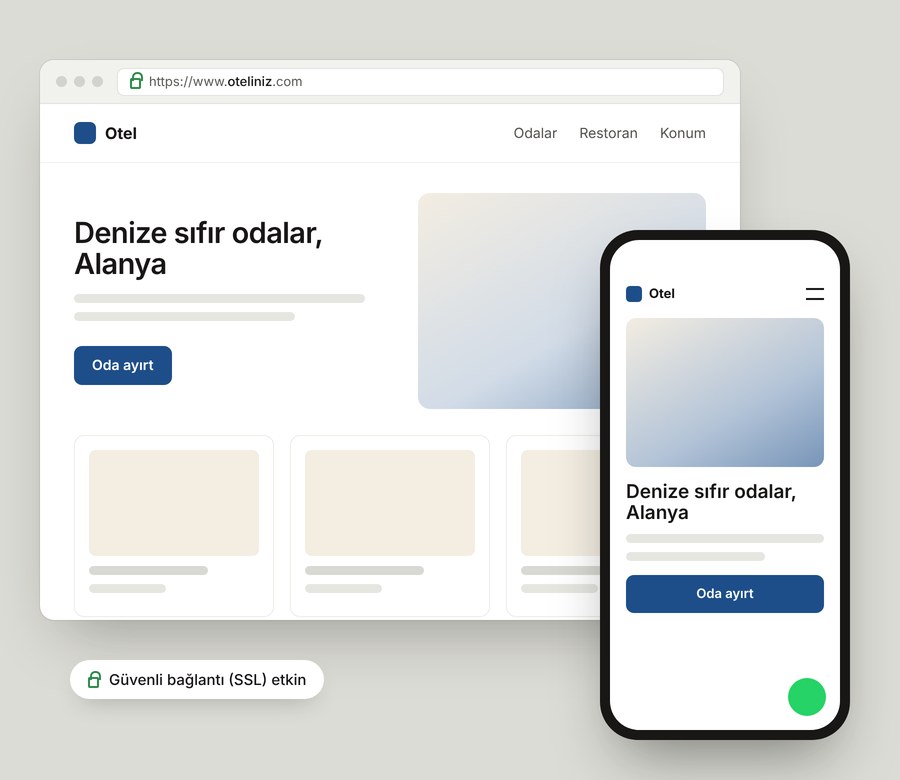 https://www.oteliniz.com
Otel
Odalar Restoran Konum
Denize sıfır odalar,
Alanya
Oda ayırt
Otel
Denize sıfır odalar,
Alanya
Oda ayırt
Güvenli bağlantı (SSL) etkin